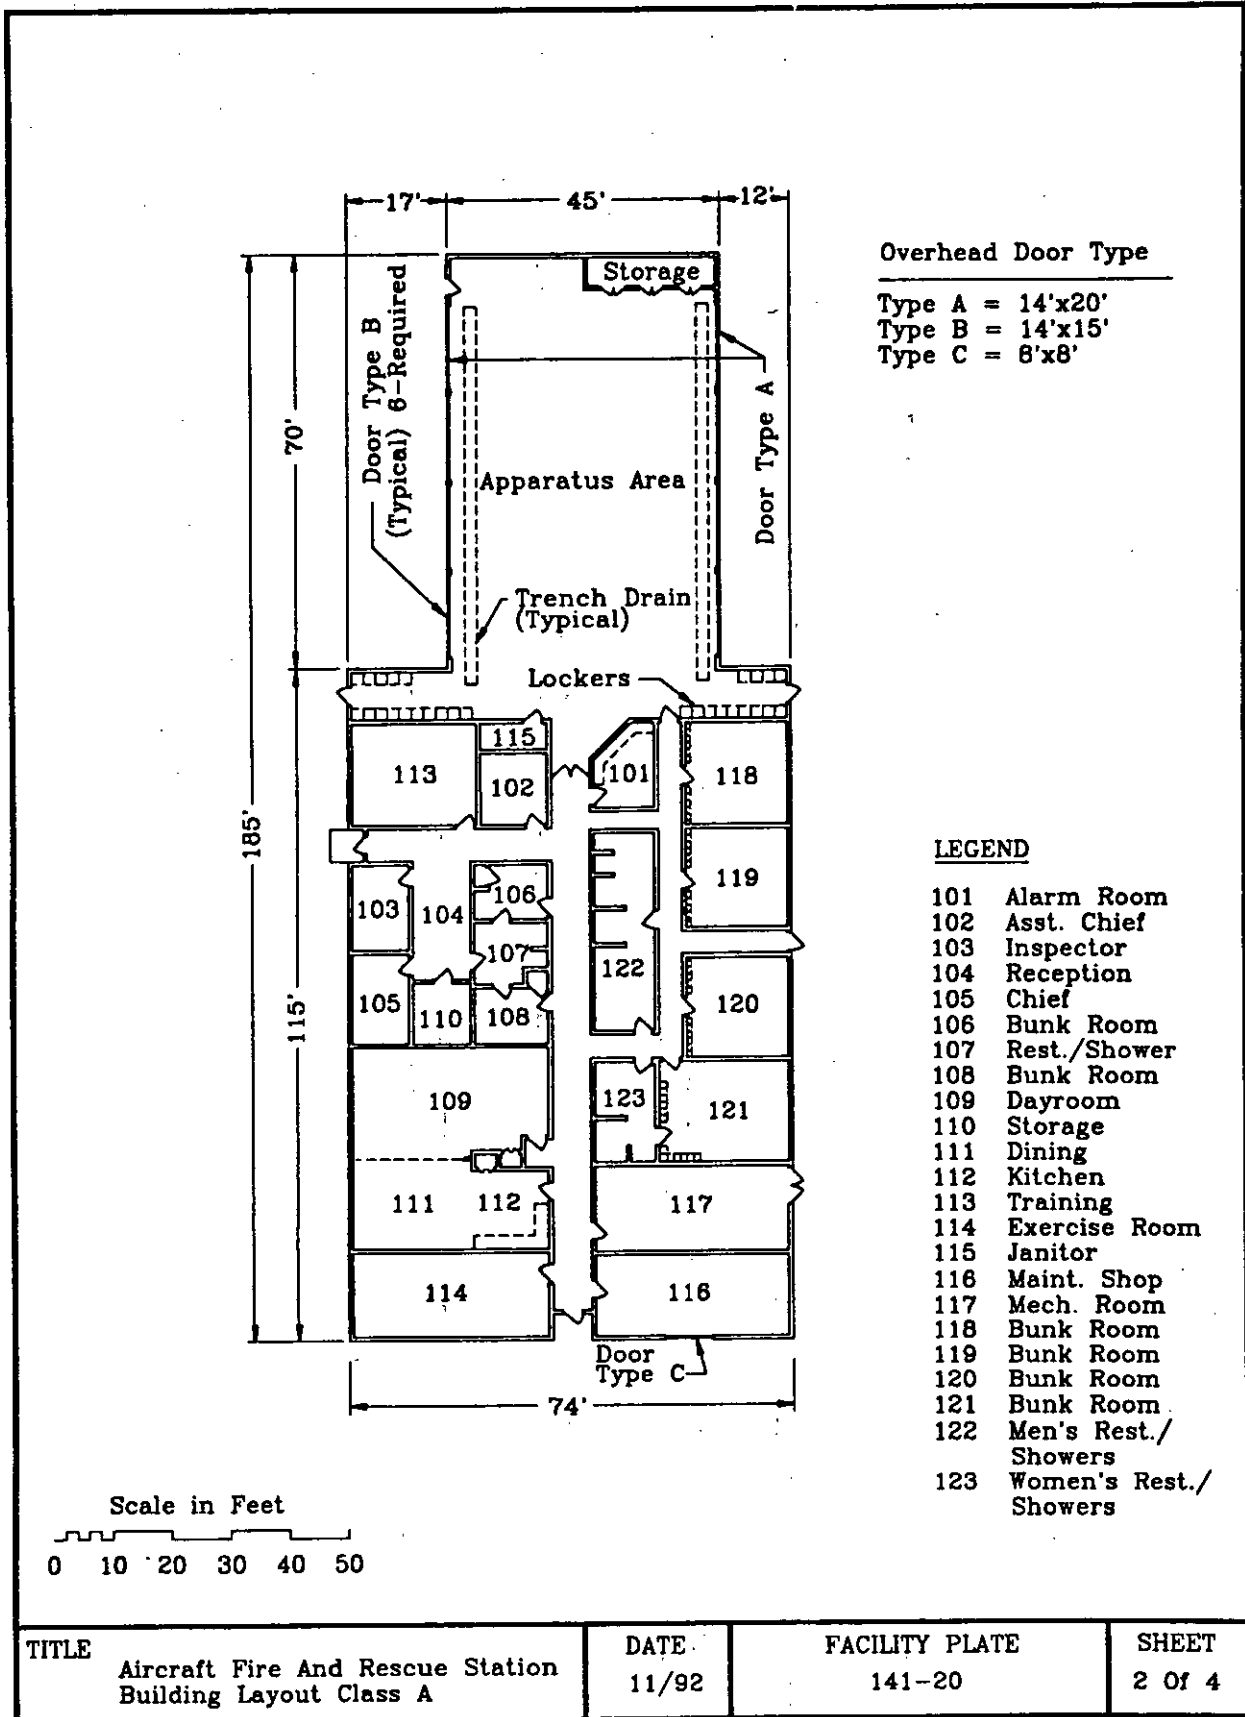 17'
45'
12'
Storage
Overhead Door Type
Type A = 14'x20'
Type B = 14'x15'
Type C = 8'x8'
Door Type B
(Typical) 6-Required
70'
Door Type A
Apparatus Area
Trench Drain
(Typical)
Lockers
115
113
102
101
118
185'
119
103
104
106
107
122
105
110
108
120
115'
109
123
121
111
112
117
114
116
Door
Type C
74'
LEGEND
101 Alarm Room
102 Asst. Chief
103 Inspector
104 Reception
105 Chief
106 Bunk Room
107 Rest./Shower
108 Bunk Room
109 Dayroom
110 Storage
111 Dining
112 Kitchen
113 Training
114 Exercise Room
115 Janitor
116 Maint. Shop
117 Mech. Room
118 Bunk Room
119 Bunk Room
120 Bunk Room
121 Bunk Room
122 Men's Rest./
Showers
123 Women's Rest./
Showers
Scale in Feet
0 10 20 30 40 50
TITLE
Aircraft Fire And Rescue Station
Building Layout Class A
DATE
11/92
FACILITY PLATE
141-20
SHEET
2 Of 4